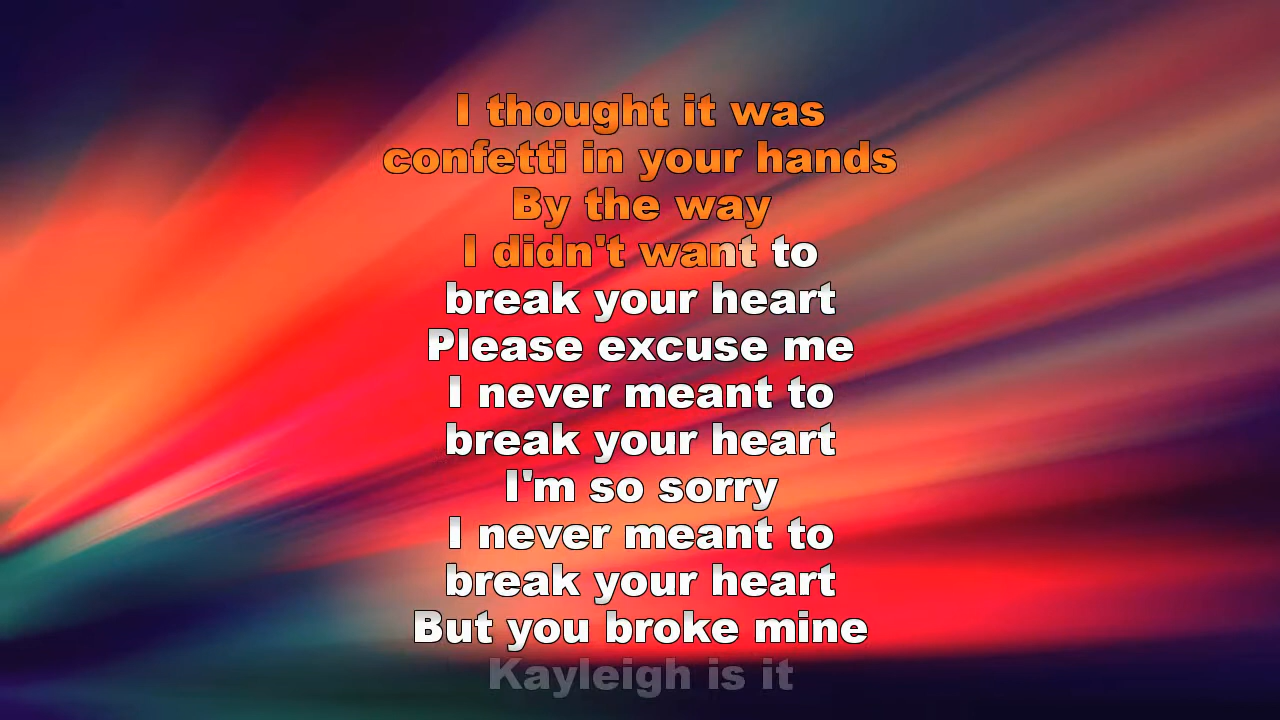 I thought it was
confetti in your hands
By the way
I didn't want to
break your heart
Please excuse me
I never meant to
break your heart
I'm so sorry
I never meant to
break your heart
But you broke mine
Kayleigh is it